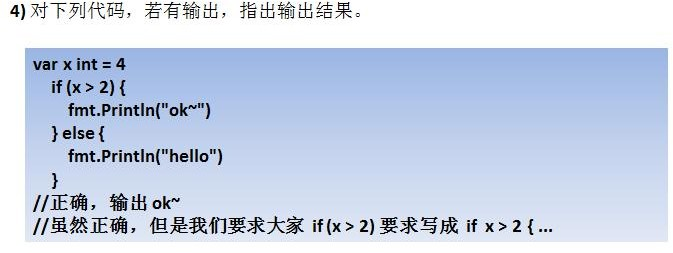 4) 对下列代码，若有输出，指出输出结果。
var x int = 4
if (x > 2) {
fmt.Println("ok~")
} else {
fmt.Println("hello")
}
//正确，输出 ok~
//虽然正确，但是我们要求大家 if (x > 2) 要求写成 if x > 2 { ...